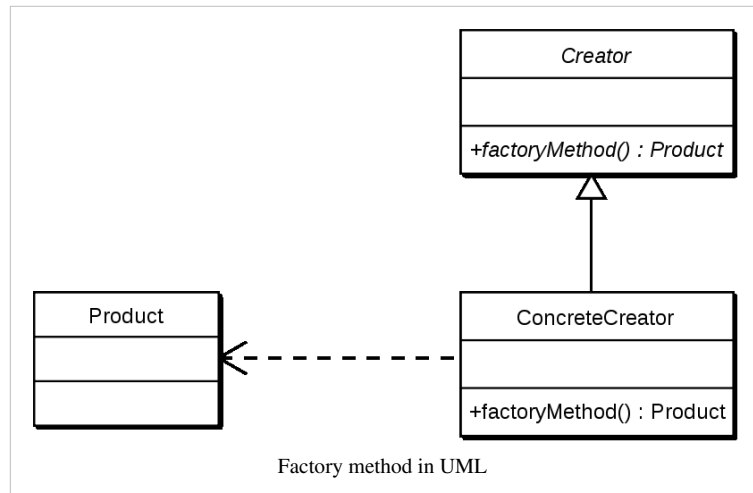 Creator
+factoryMethod() : Product
Product
ConcreteCreator
+factoryMethod() : Product
Factory method in UML